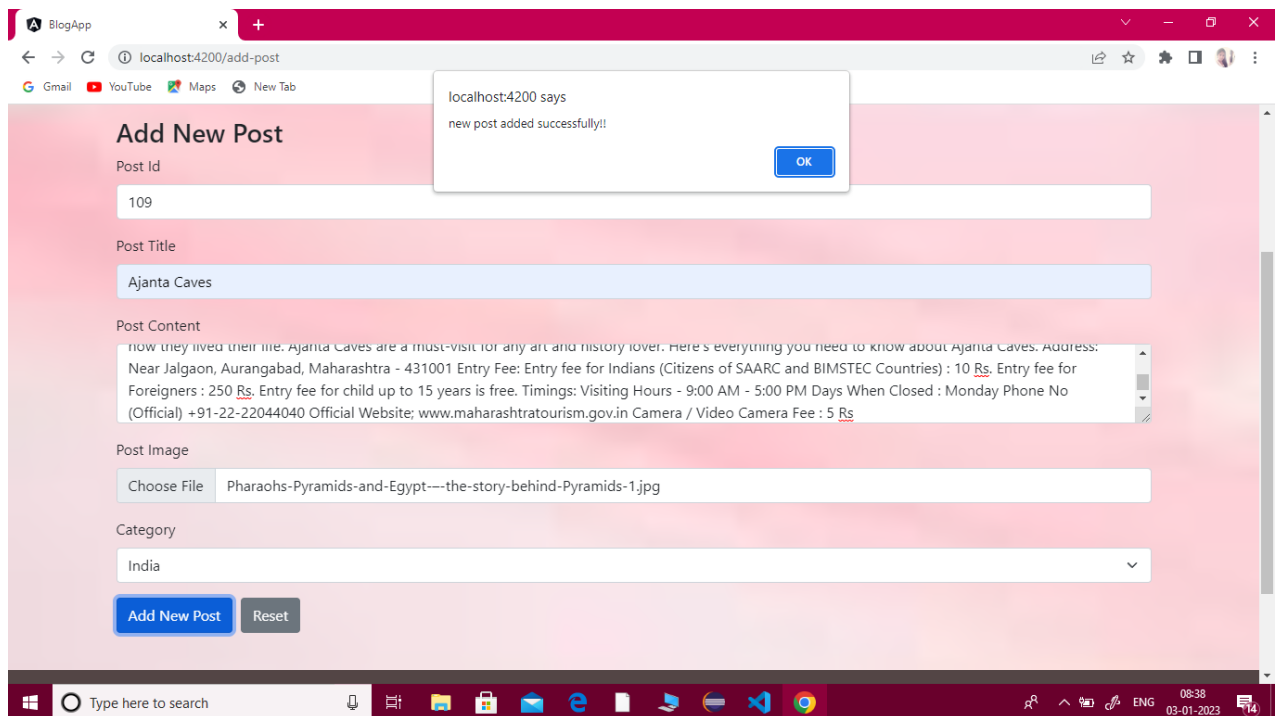 BlogApp
localhost:4200/add-post
Gmail YouTube Maps New Tab
localhost:4200 says
new post added successfully!!
OK
Add New Post
Post Id
109
Post Title
Ajanta Caves
Post Content
how they lived their life. Ajanta Caves are a must-visit for any art and history lover. Here's everything you need to know about Ajanta Caves. Address:
Near Jalgaon, Aurangabad, Maharashtra - 431001 Entry Fee: Entry fee for Indians (Citizens of SAARC and BIMSTEC Countries) : 10 Rs. Entry fee for
Foreigners : 250 Rs. Entry fee for child up to 15 years is free. Timings: Visiting Hours - 9:00 AM - 5:00 PM Days When Closed : Monday Phone No
(Official) +91-22-22044040 Official Website; www.maharashtratourism.gov.in Camera / Video Camera Fee : 5 Rs
Post Image
Choose File Pharaohs-Pyramids-and-Egypt-–-the-story-behind-Pyramids-1.jpg
Category
India
Add New Post Reset
Type here to search
ENG
08:38
03-01-2023
14